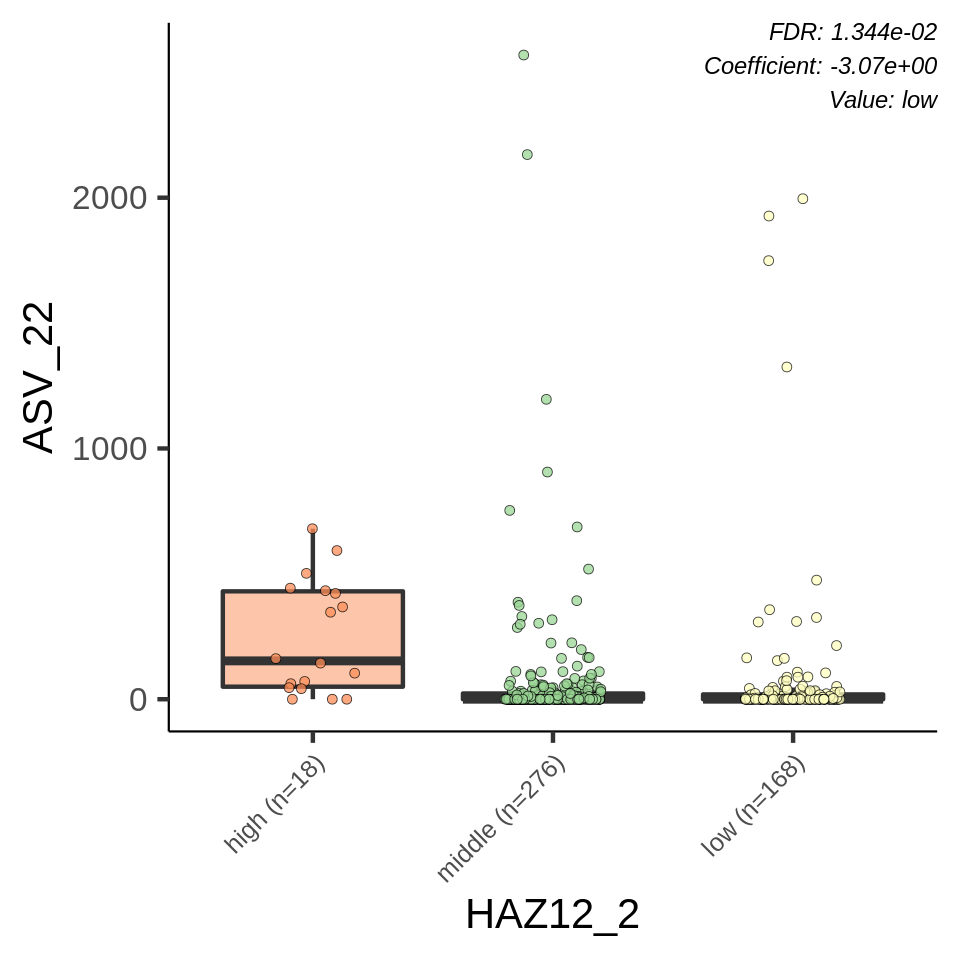 FDR: 1.344e-02
Coefficient: -3.07e+00
Value: low
2000
1000
0
ASV_22
high (n=18)
middle (n=276)
low (n=168)
HAZ12_2